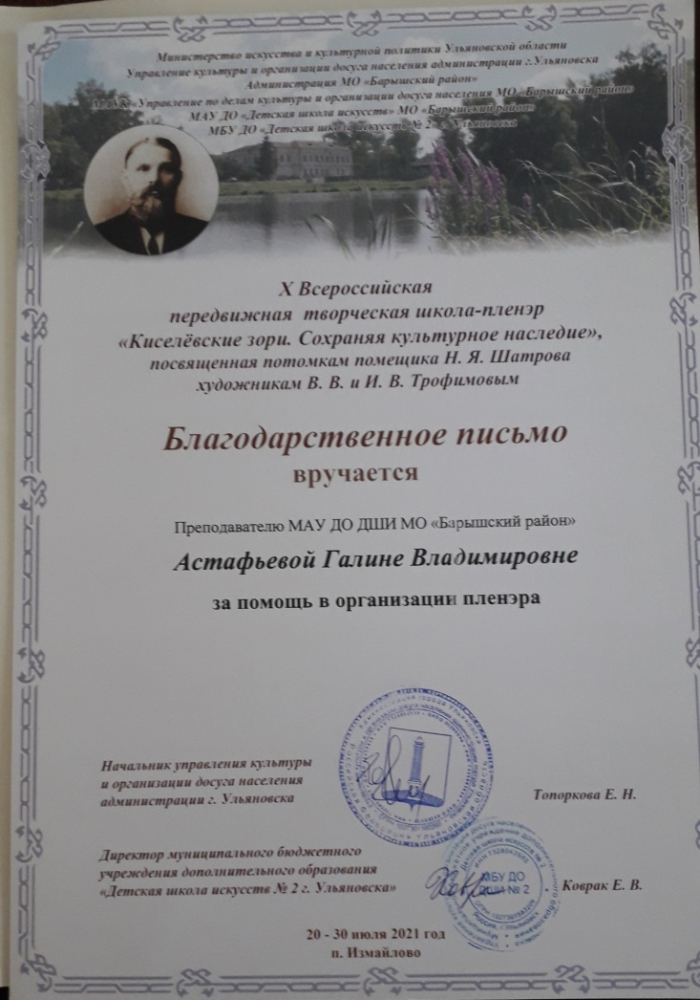 Министерство искусства и культурной политики Ульяновской области
Управление культуры и организации досуга населения администрации г.Ульяновска
Администрация МО «Барышский район»
МАУК «Управление по делам культуры и организации досуга населения МО «Барышский район»
МАУ ДО «Детская школа искусств» МО «Барышский район»
МБУ ДО «Детская школа искусств № 2 г. Ульяновска
X Всероссийская
передвижная творческая школа-пленэр
«Киселёвские зори. Сохраняя культурное наследие»,
посвященная потомкам помещика Н. Я. Шатрова
художникам В. В. и И. В. Трофимовым
Благодарственное письмо
вручается
Преподавателю МАУ ДО ДШИ МО «Барышский район»
Астафьевой Галине Владимировне
за помощь в организации пленэра
Начальник управления культуры
и организации досуга населения
администрации г. Ульяновска
Топоркова Е. Н.
Директор муниципального бюджетного
учреждения дополнительного образования
«Детская школа искусств № 2 г. Ульяновска»
Коврак Е. В.
МБУ ДО
ДШИ № 2
20 - 30 июля 2021 год
п. Измайлово